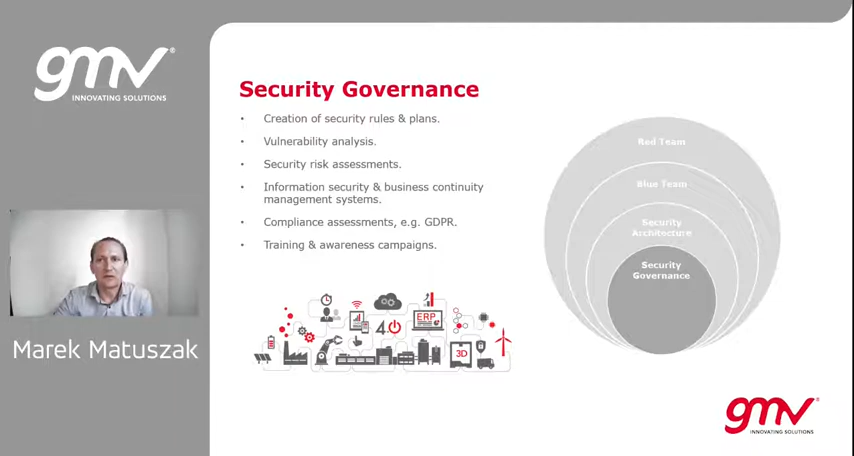 gmv®
INNOVATING SOLUTIONS
Marek Matuszak
Security Governance
• Creation of security rules & plans.
• Vulnerability analysis.
• Security risk assessments.
• Information security & business continuity
management systems.
• Compliance assessments, e.g. GDPR.
• Training & awareness campaigns.
Red Team
Blue Team
Security
Architecture
Security
Governance
ERP
4.0
3D
gmv®
INNOVATING SOLUTIONS